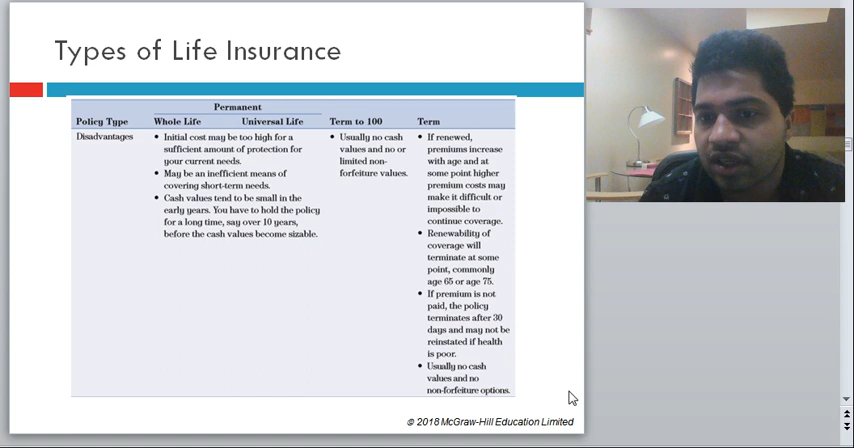 Types of Life Insurance
Permanent
Policy Type Whole Life Universal Life Term to 100 Term
Disadvantages
• Initial cost may be too high for a
sufficient amount of protection for
your current needs.
• May be an inefficient means of
covering short-term needs.
• Cash values tend to be small in the
early years. You have to hold the policy
for a long time, say over 10 years,
before the cash values become sizable.
• Usually no cash
values and no or
limited non-
forfeiture values.
• If renewed,
premiums increase
with age and at
some point higher
premium costs may
make it difficult or
impossible to
continue coverage.
• Renewability of
coverage will
terminate at some
point, commonly
age 65 or age 75.
• If premium is not
paid, the policy
terminates after 30
days and may not be
reinstated if health
is poor.
• Usually no cash
values and no
non-forfeiture options.
© 2018 McGraw-Hill Education Limited